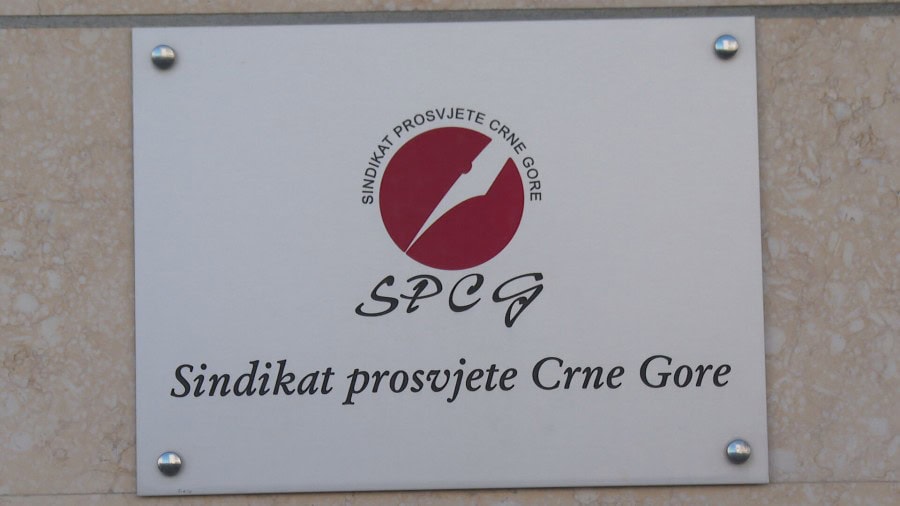 SINDIKAT PROSVJETE CRNE GORE
SPCG
Sindikat prosvjete Crne Gore